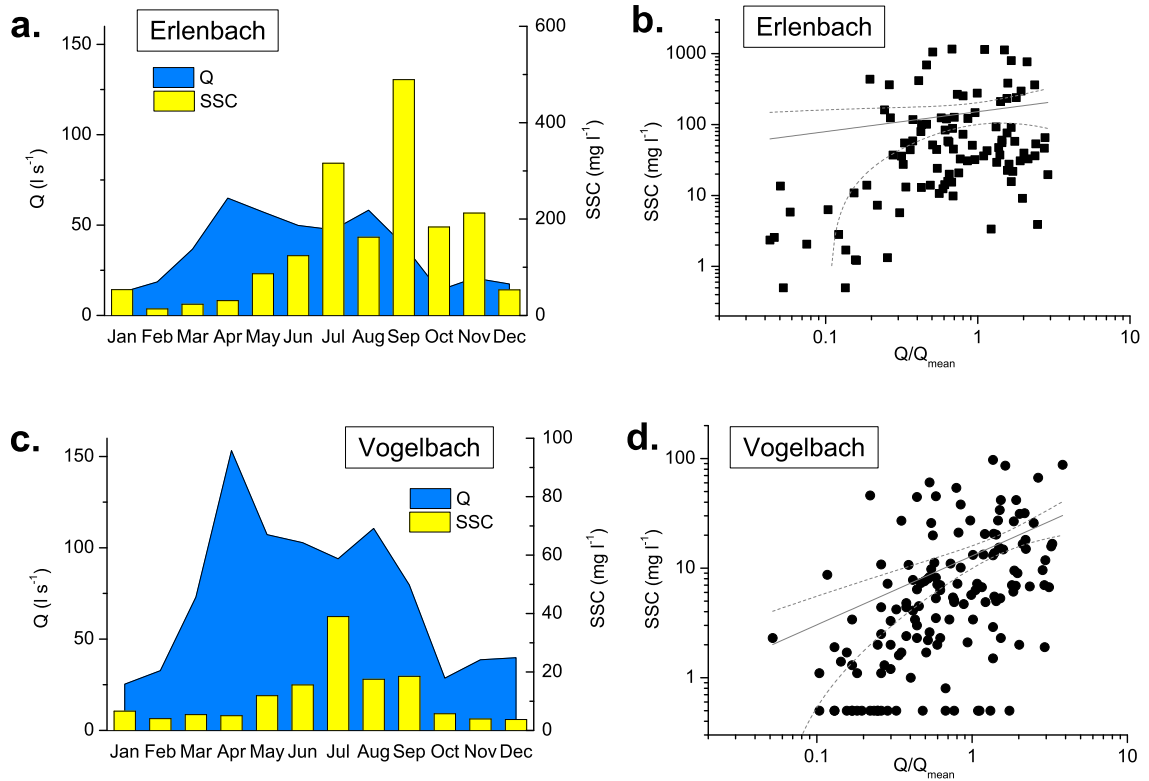 a.
Erlenbach
Q
SSC
Q (l s-1)
150
100
50
0
SSC (mg l-1)
600
400
200
0
Jan Feb Mar Apr May Jun Jul Aug Sep Oct Nov Dec
b.
Erlenbach
SSC (mg l-1)
1000
100
10
1
0.1 1 10
Q/Qmean
c.
Vogelbach
Q
SSC
Q (l s-1)
150
100
50
0
SSC (mg l-1)
100
80
60
40
20
0
Jan Feb Mar Apr May Jun Jul Aug Sep Oct Nov Dec
d.
Vogelbach
SSC (mg l-1)
100
10
1
0.1 1 10
Q/Qmean